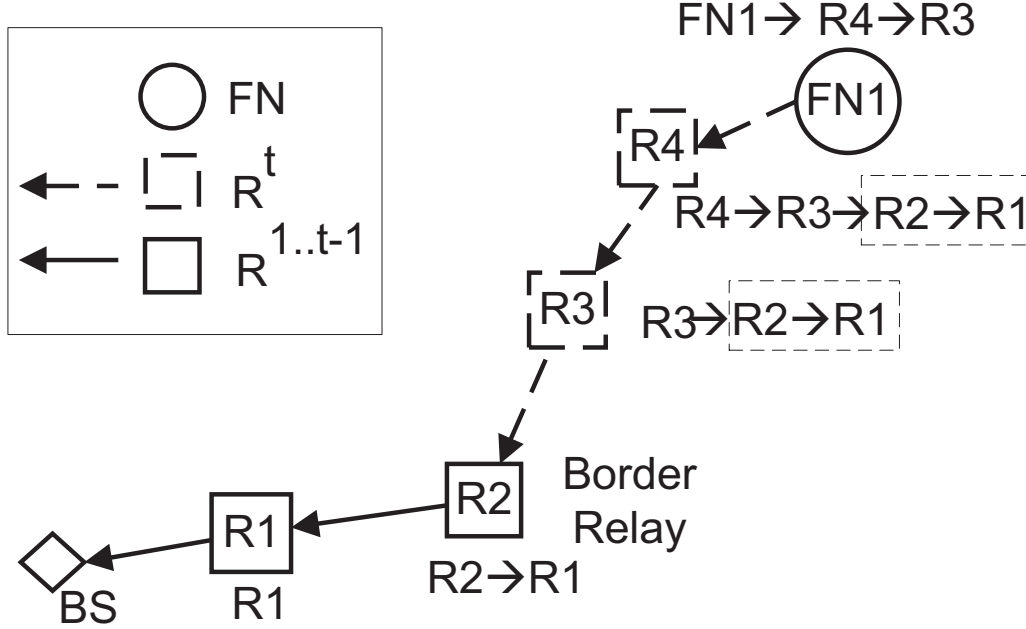 FN1→ R4→R3
FN
FN1
R4
R^t
R4→R3→R2→R1
R^1..t-1
R3
R3→R2→R1
Border
Relay
R2
R1
R2→R1
R1
BS